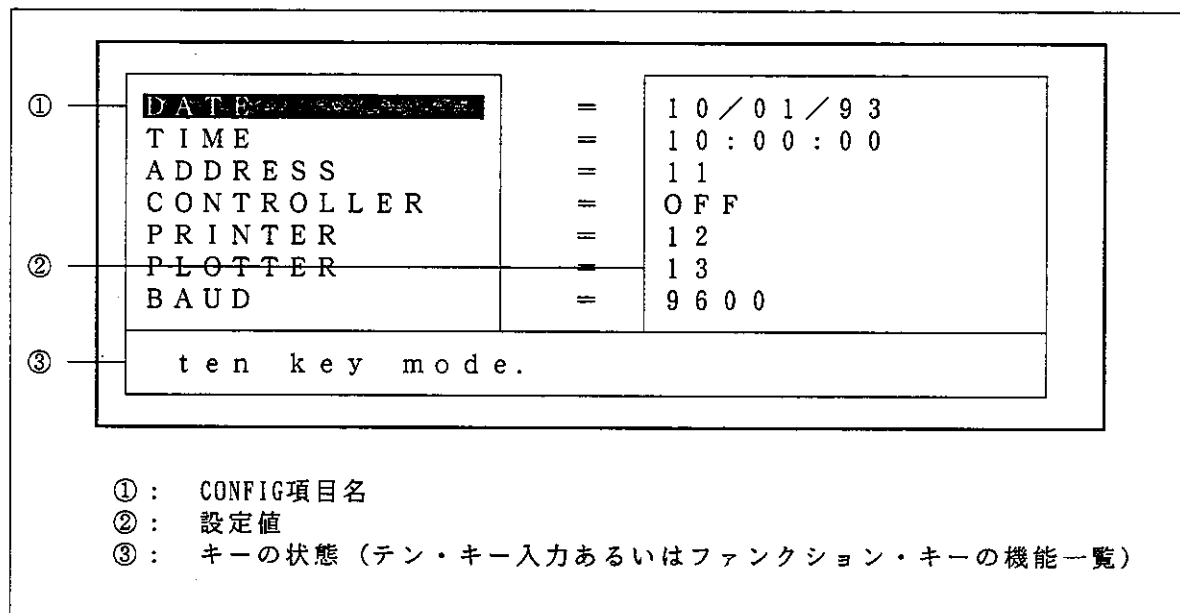 ① DATE = 10/01/93
TIME = 10:00:00
ADDRESS = 11
CONTROLLER = OFF
PRINTER = 12
② PLOTTER = 13
BAUD = 9600
③ ten key mode.
①: CONFIG項目名
②: 設定値
③: キーの状態（テン・キー入力あるいはファンクション・キーの機能一覧）